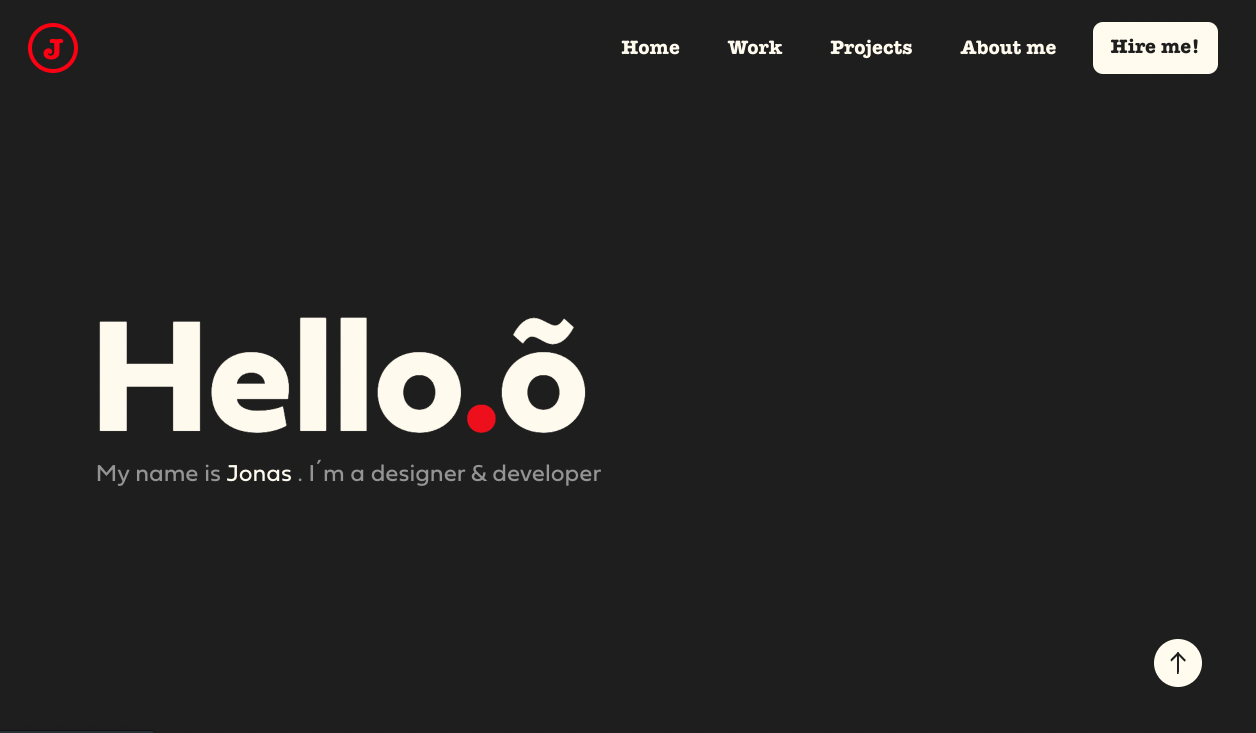 J
Home Work Projects About me Hire me!
Hello.õ
My name is Jonas . I´m a designer & developer